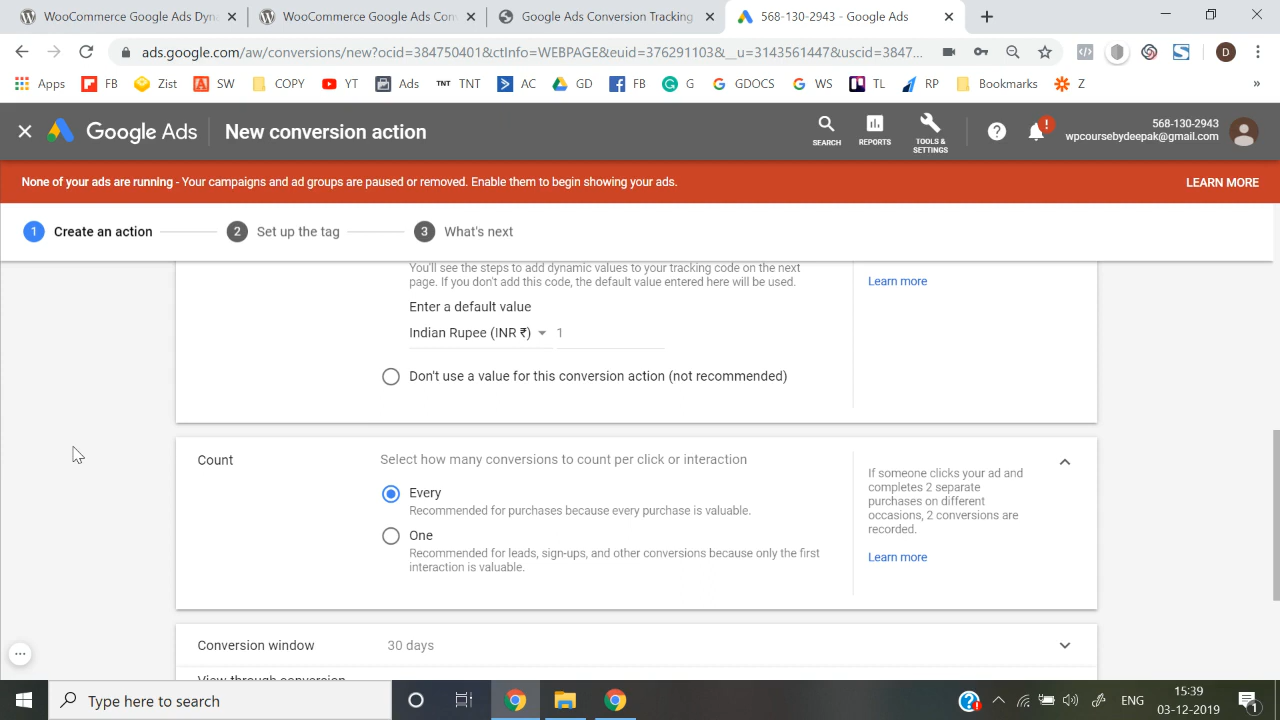 WooCommerce Google Ads Dyn
WooCommerce Google Ads Con
Google Ads Conversion Tracking
568-130-2943 - Google Ads
ads.google.com/aw/conversions/new?ocid=384750401&ctInfo=WEBPAGE&euid=376291103&__u=3143561447&uscid=3847...
D
Apps FB Zist SW COPY YT Ads TNT TNT AC GD FB G GDOCS WS TL RP Bookmarks Z »
Google Ads
New conversion action
SEARCH
REPORTS
TOOLS &
SETTINGS
568-130-2943
wpcoursebydeepak@gmail.com
None of your ads are running - Your campaigns and ad groups are paused or removed. Enable them to begin showing your ads.
LEARN MORE
1 Create an action
2 Set up the tag
3 What's next
You'll see the steps to add dynamic values to your tracking code on the next
page. If you don't add this code, the default value entered here will be used.
Learn more
Enter a default value
Indian Rupee (INR ₹) 1
Don't use a value for this conversion action (not recommended)
Count
Select how many conversions to count per click or interaction
Every
Recommended for purchases because every purchase is valuable.
One
Recommended for leads, sign-ups, and other conversions because only the first
interaction is valuable.
If someone clicks your ad and
completes 2 separate
purchases on different
occasions, 2 conversions are
recorded.
Learn more
Conversion window
30 days
View-through conversion
Type here to search
ENG
15:39
03-12-2019
1